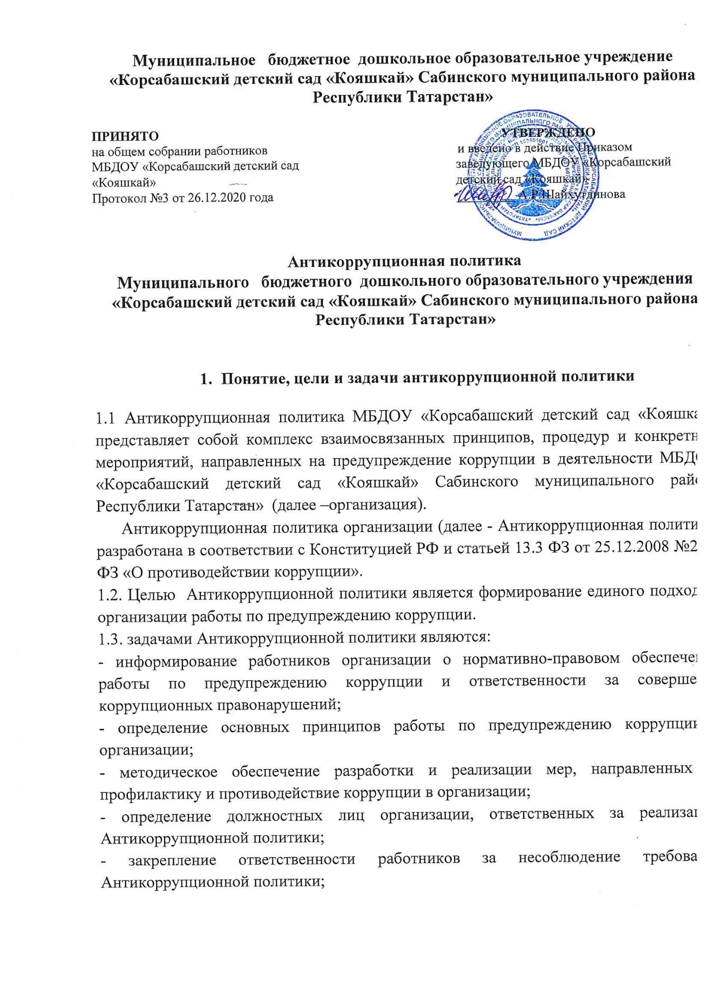 Муниципальное бюджетное дошкольное образовательное учреждение
«Корсабашский детский сад «Кояшкай» Сабинского муниципального района
Республики Татарстан»
ПРИНЯТО
на общем собрании работников
МБДОУ «Корсабашский детский сад
«Кояшкай»
Протокол №3 от 26.12.2020 года
УТВЕРЖДЕНО
и введено в действие Приказом
заведующего МБДОУ «Корсабашский
детский сад «Кояшкай»
А.Р.Шайхутдинова
Антикоррупционная политика
Муниципального бюджетного дошкольного образовательного учреждения
«Корсабашский детский сад «Кояшкай» Сабинского муниципального района
Республики Татарстан»
1. Понятие, цели и задачи антикоррупционной политики
1.1 Антикоррупционная политика МБДОУ «Корсабашский детский сад «Кояшка
представляет собой комплекс взаимосвязанных принципов, процедур и конкретн
мероприятий, направленных на предупреждение коррупции в деятельности МБДО
«Корсабашский детский сад «Кояшкай» Сабинского муниципального райо
Республики Татарстан» (далее –организация).
Антикоррупционная политика организации (далее - Антикоррупционная полити
разработана в соответствии с Конституцией РФ и статьей 13.3 ФЗ от 25.12.2008 №2
ФЗ «О противодействии коррупции».
1.2. Целью Антикоррупционной политики является формирование единого подход
организации работы по предупреждению коррупции.
1.3. задачами Антикоррупционной политики являются:
- информирование работников организации о нормативно-правовом обеспече
работы по предупреждению коррупции и ответственности за соверше
коррупционных правонарушений;
- определение основных принципов работы по предупреждению коррупции
организации;
- методическое обеспечение разработки и реализации мер, направленных
профилактику и противодействие коррупции в организации;
- определение должностных лиц организации, ответственных за реализац
Антикоррупционной политики;
- закрепление ответственности работников за несоблюдение требова
Антикоррупционной политики;